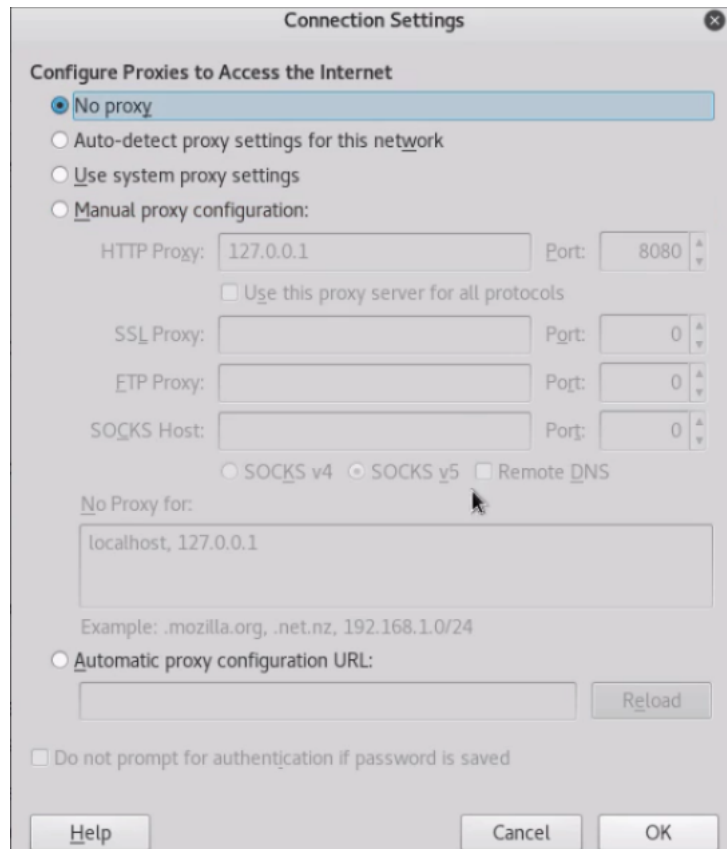 Connection Settings
Configure Proxies to Access the Internet
No proxy
Auto-detect proxy settings for this network
Use system proxy settings
Manual proxy configuration:
HTTP Proxy: 127.0.0.1 Port: 8080
Use this proxy server for all protocols
SSL Proxy: Port: 0
FTP Proxy: Port: 0
SOCKS Host: Port: 0
SOCKS v4 SOCKS v5 Remote DNS
No Proxy for:
localhost, 127.0.0.1
Example: .mozilla.org, .net.nz, 192.168.1.0/24
Automatic proxy configuration URL:
Reload
Do not prompt for authentication if password is saved
Help Cancel OK